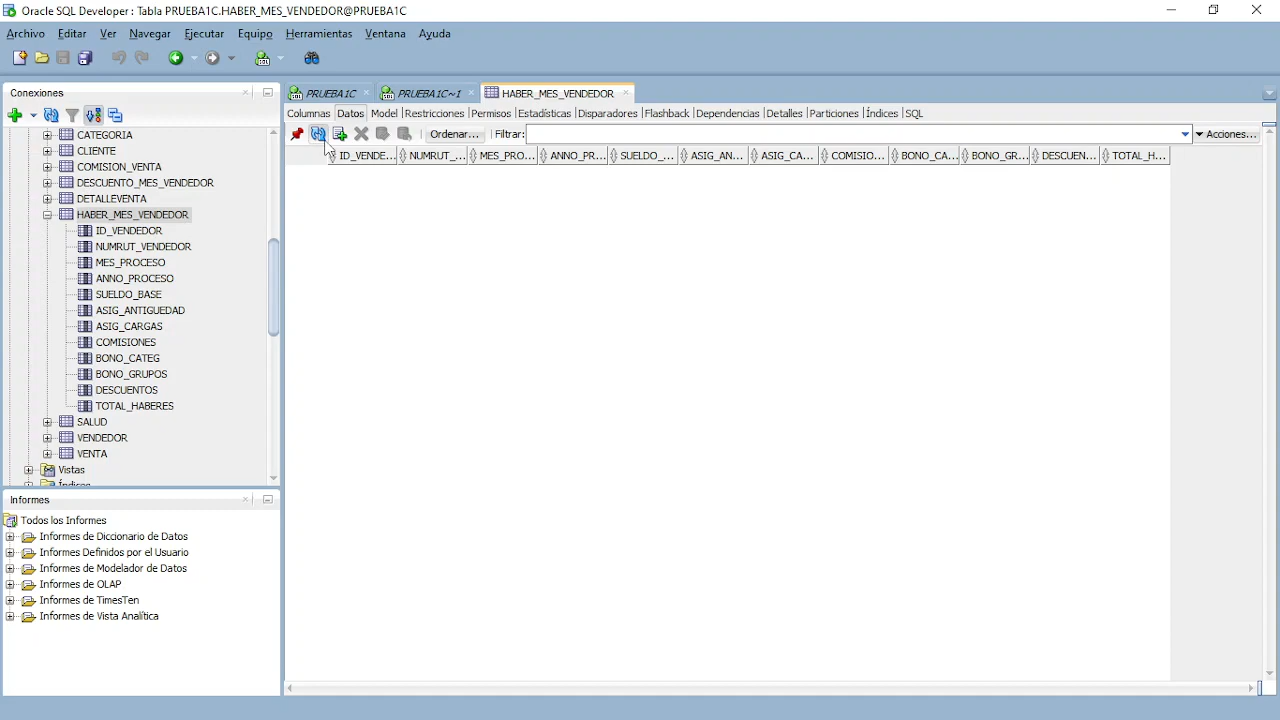 Oracle SQL Developer : Tabla PRUEBA1C.HABER_MES_VENDEDOR@PRUEBA1C
Archivo Editar Ver Navegar Ejecutar Equipo Herramientas Ventana Ayuda
Conexiones
CATEGORIA
CLIENTE
COMISION_VENTA
DESCUENTO_MES_VENDEDOR
DETALLEVENTA
HABER_MES_VENDEDOR
ID_VENDEDOR
NUMRUT_VENDEDOR
MES_PROCESO
ANNO_PROCESO
SUELDO_BASE
ASIG_ANTIGUEDAD
ASIG_CARGAS
COMISIONES
BONO_CATEG
BONO_GRUPOS
DESCUENTOS
TOTAL_HABERES
SALUD
VENDEDOR
VENTA
Vistas
Índices
Informes
Todos los Informes
Informes de Diccionario de Datos
Informes Definidos por el Usuario
Informes de Modelador de Datos
Informes de OLAP
Informes de TimesTen
Informes de Vista Analítica
PRUEBA1C PRUEBA1C~1 HABER_MES_VENDEDOR
Columnas Datos Model Restricciones Permisos Estadísticas Disparadores Flashback Dependencias Detalles Particiones Índices SQL
Ordenar... Filtrar: Acciones...
ID_VENDE... NUMRUT_... MES_PRO... ANNO_PR... SUELDO_... ASIG_AN... ASIG_CA... COMISIO... BONO_CA... BONO_GR... DESCUEN... TOTAL_H...